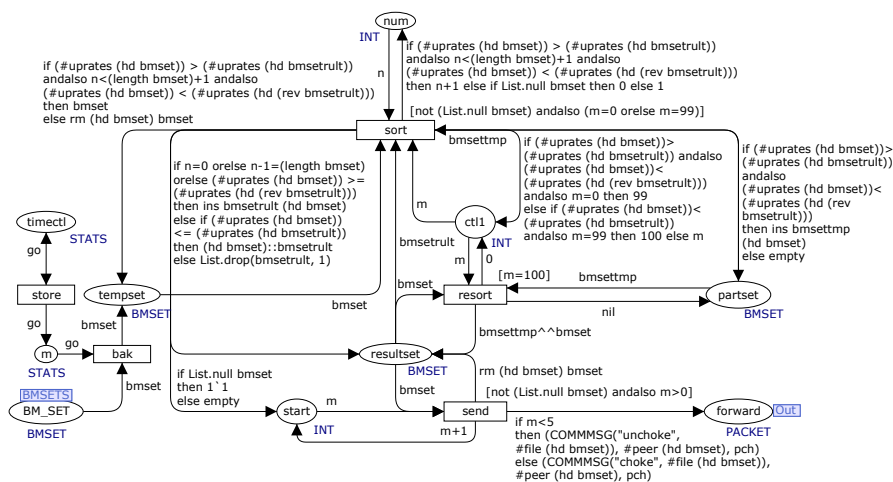 num
INT
n
if (#uprates (hd bmset)) > (#uprates (hd bmsetrult))
andalso n<(length bmset)+1 andalso
(#uprates (hd bmset)) < (#uprates (hd (rev bmsetrult)))
then n+1 else if List.null bmset then 0 else 1
if (#uprates (hd bmset)) > (#uprates (hd bmsetrult))
andalso n<(length bmset)+1 andalso
(#uprates (hd bmset)) < (#uprates (hd (rev bmsetrult)))
then bmset
else rm (hd bmset) bmset
[not (List.null bmset) andalso (m=0 orelse m=99)]
sort
bmsettmp
if n=0 orelse n-1=(length bmset)
orelse (#uprates (hd bmset)) >=
(#uprates (hd (rev bmsetrult)))
then ins bmsetrult (hd bmset)
else if (#uprates (hd bmset))
<= (#uprates (hd bmsetrult))
then (hd bmset)::bmsetrult
else List.drop(bmsetrult, 1)
if (#uprates (hd bmset))>
(#uprates (hd bmsetrult)) andalso
(#uprates (hd bmset))<
(#uprates (hd (rev bmsetrult)))
andalso m=0 then 99
else if (#uprates (hd bmset))<
(#uprates (hd bmsetrult))
andalso m=99 then 100 else m
if (#uprates (hd bmset))>
(#uprates (hd bmsetrult))
andalso
(#uprates (hd bmset))<
(#uprates (hd (rev
bmsetrult)))
then ins bmsettmp
(hd bmset)
else empty
m
ctl1
INT
bmsetrult
m
0
timectl
STATS
go
store
go
m
STATS
go
tempset
BMSET
bmset
bmset
bak
bmset
BMSETS
BM_SET
BMSET
bmset
[m=100]
resort
bmsettmp
nil
partset
BMSET
bmsettmp^^bmset
resultset
BMSET
rm (hd bmset) bmset
bmset
if List.null bmset
then 1`1
else empty
start
INT
m
m+1
[not (List.null bmset) andalso m>0]
send
forward
Out
PACKET
if m<5
then (COMMMSG("unchoke",
#file (hd bmset)), #peer (hd bmset), pch)
else (COMMMSG("choke", #file (hd bmset)),
#peer (hd bmset), pch)